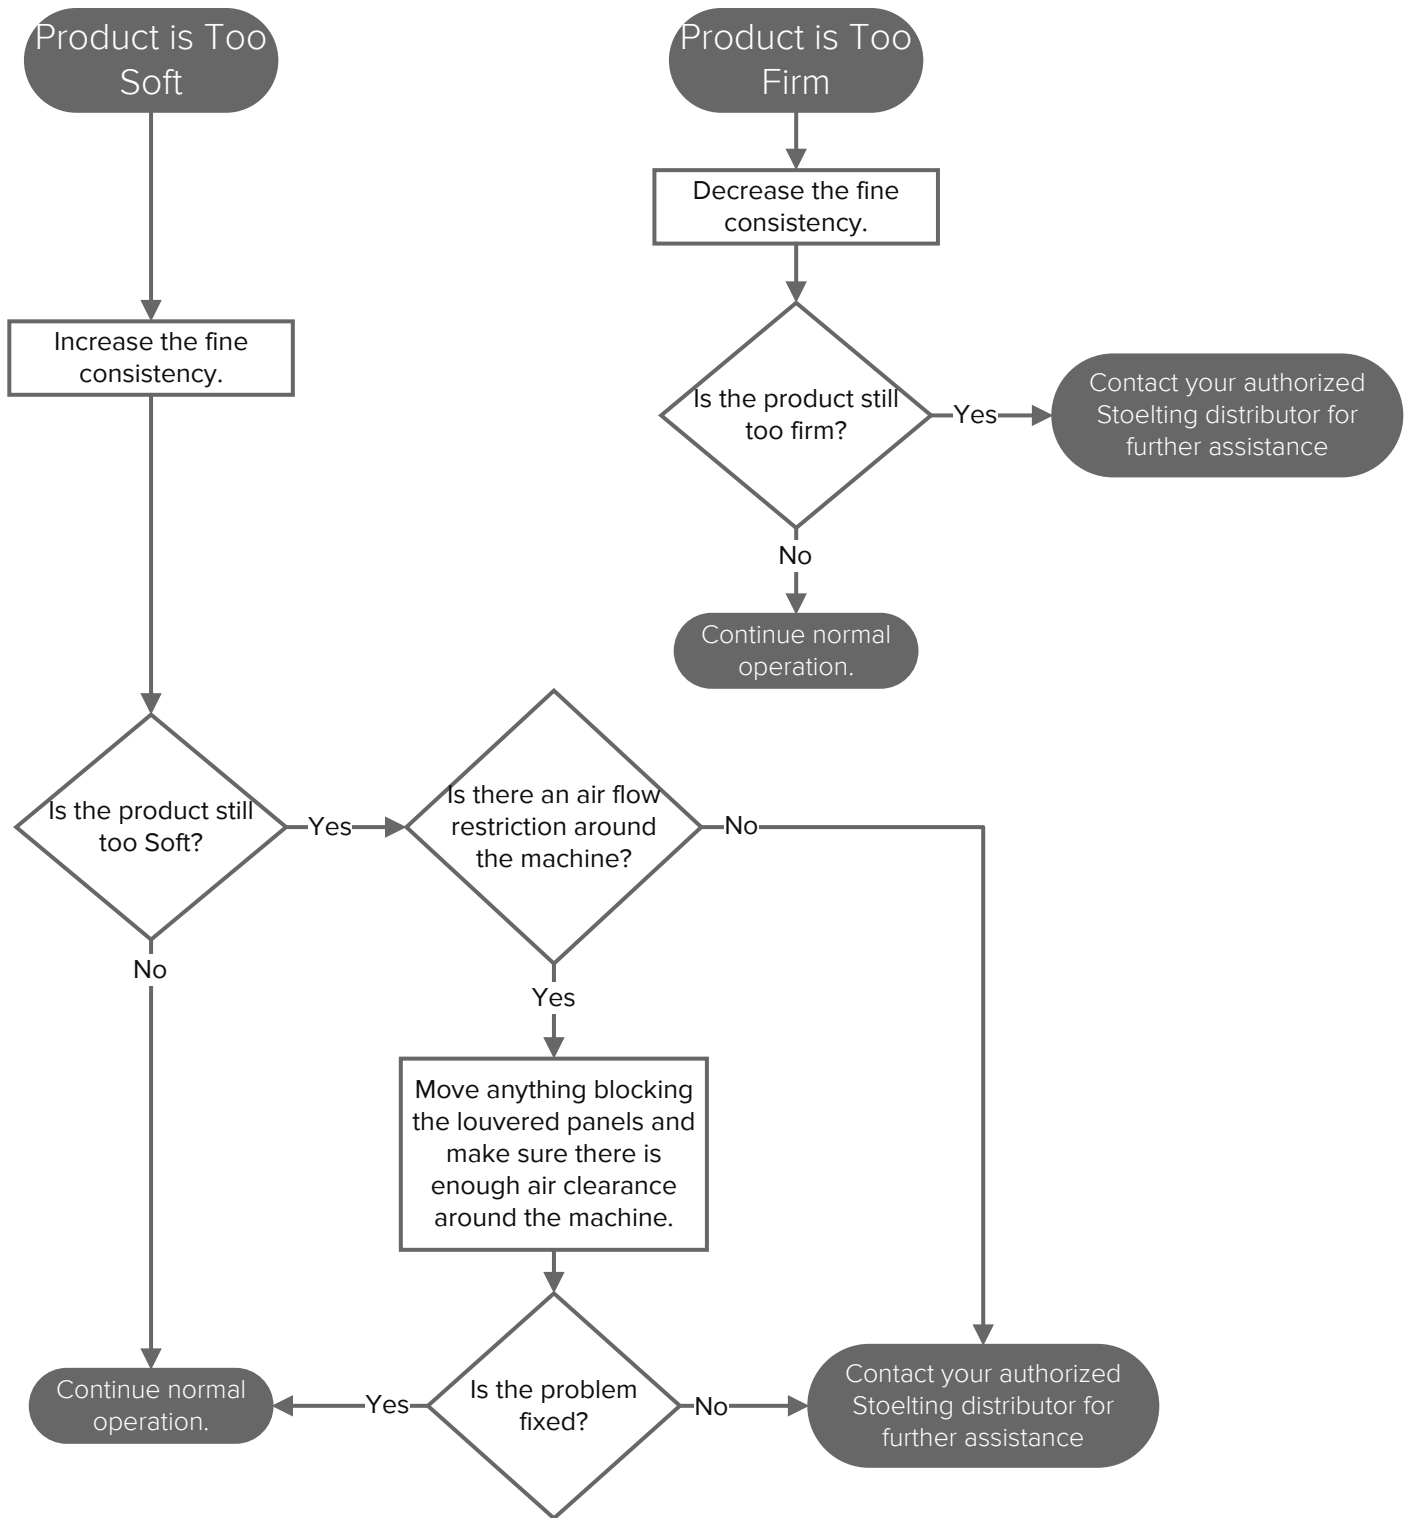 Product is Too
Soft
Increase the fine
consistency.
Is the product still
too Soft?
Yes
No
Is there an air flow
restriction around
the machine?
No
Yes
Move anything blocking
the louvered panels and
make sure there is
enough air clearance
around the machine.
Is the problem
fixed?
Yes
No
Continue normal
operation.
Contact your authorized
Stoelting distributor for
further assistance
Product is Too
Firm
Decrease the fine
consistency.
Is the product still
too firm?
Yes
Contact your authorized
Stoelting distributor for
further assistance
No
Continue normal
operation.